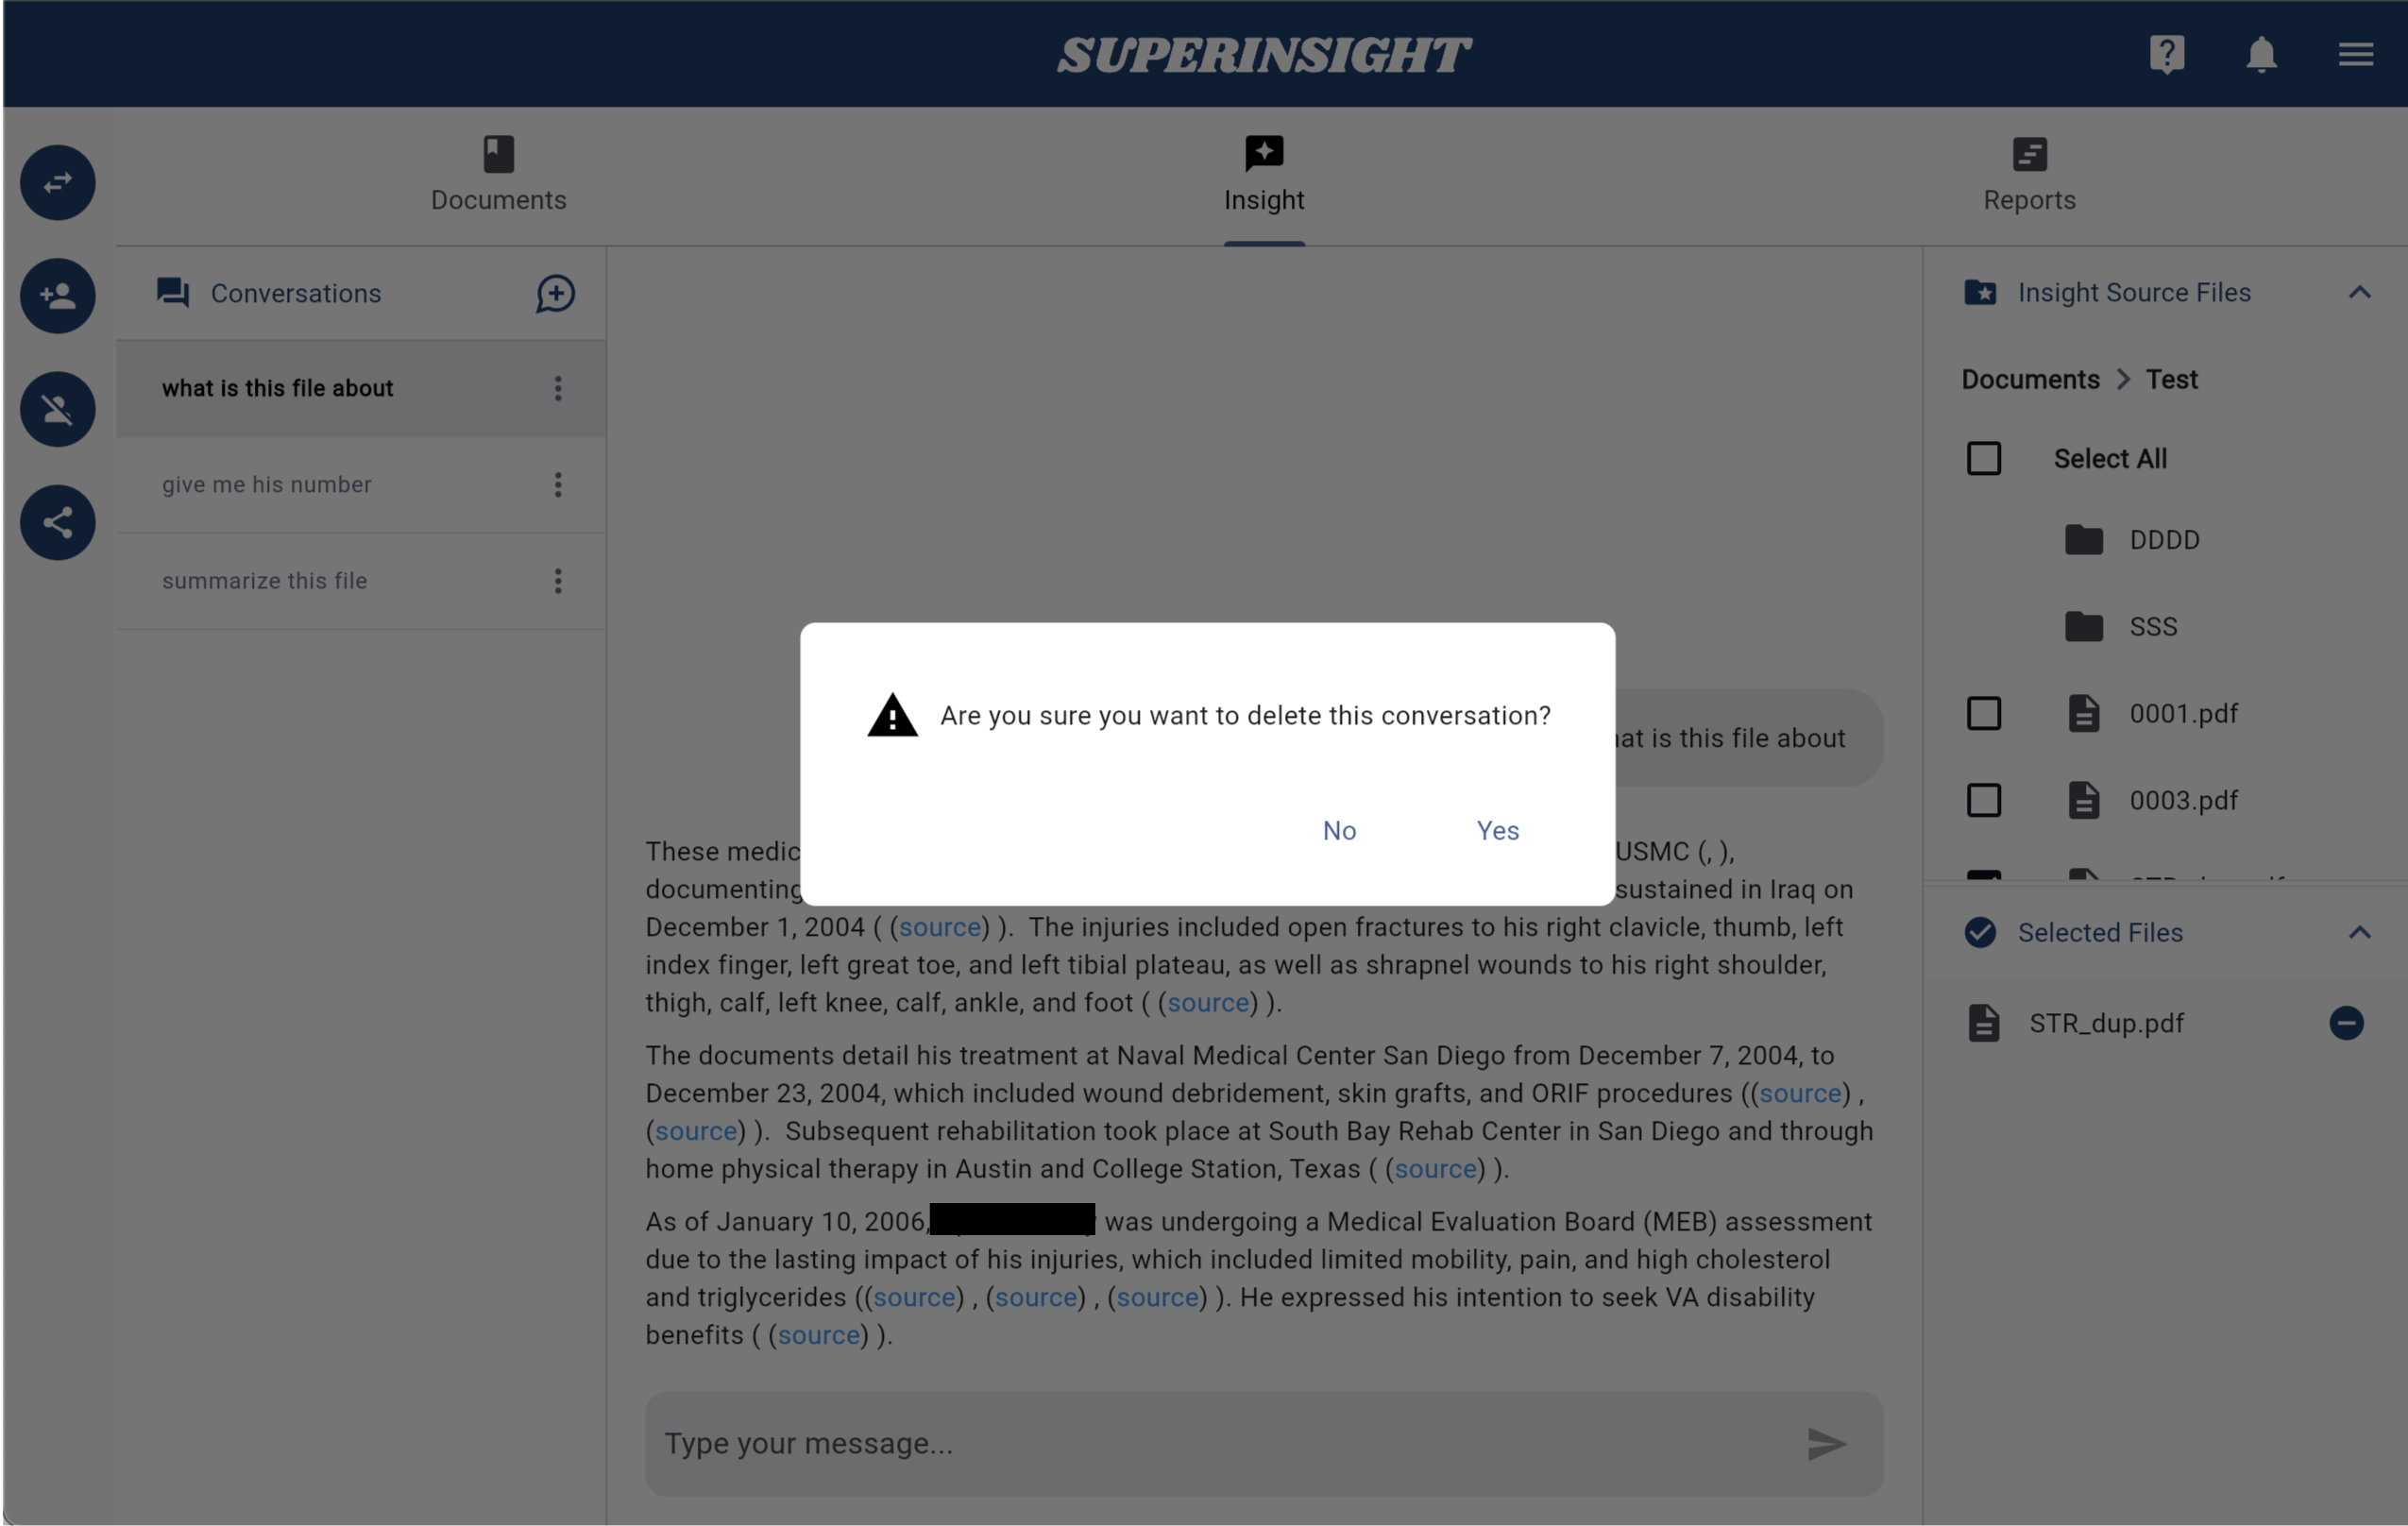 SUPERINSIGHT
Documents
Insight
Reports
Conversations
what is this file about
give me his number
summarize this file
Are you sure you want to delete this conversation?
No
Yes
is this file about
These
USMC (, ),
documenting
sustained in Iraq on
December 1, 2004 ( (source) ). The injuries included open fractures to his right clavicle, thumb, left
index finger, left great toe, and left tibial plateau, as well as shrapnel wounds to his right shoulder,
thigh, calf, left knee, calf, ankle, and foot ( (source) ).
The documents detail his treatment at Naval Medical Center San Diego from December 7, 2004, to
December 23, 2004, which included wound debridement, skin grafts, and ORIF procedures ((source) ,
(source) ). Subsequent rehabilitation took place at South Bay Rehab Center in San Diego and through
home physical therapy in Austin and College Station, Texas ( (source) ).
As of January 10, 2006, was undergoing a Medical Evaluation Board (MEB) assessment
due to the lasting impact of his injuries, which included limited mobility, pain, and high cholesterol
and triglycerides ((source) , (source) , (source) ). He expressed his intention to seek VA disability
benefits ( (source) ).
Type your message...
Insight Source Files
Documents > Test
Select All
DDDD
SSS
0001.pdf
0003.pdf
Selected Files
STR_dup.pdf